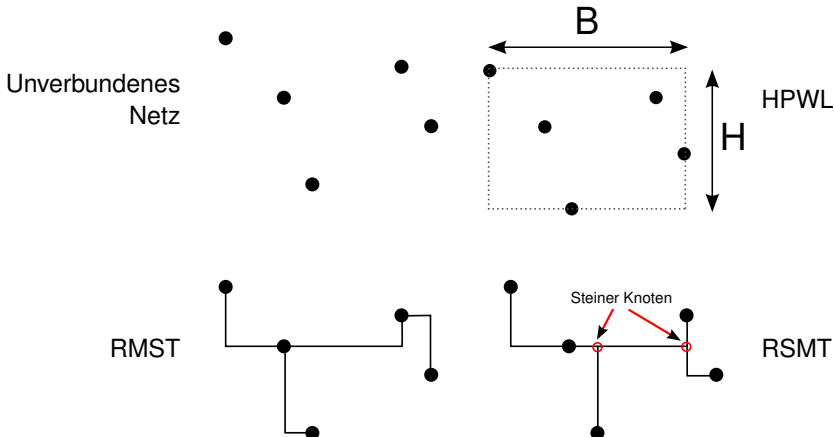 Unverbundenes
Netz
B
H
HPWL
RMST
Steiner Knoten
RSMT